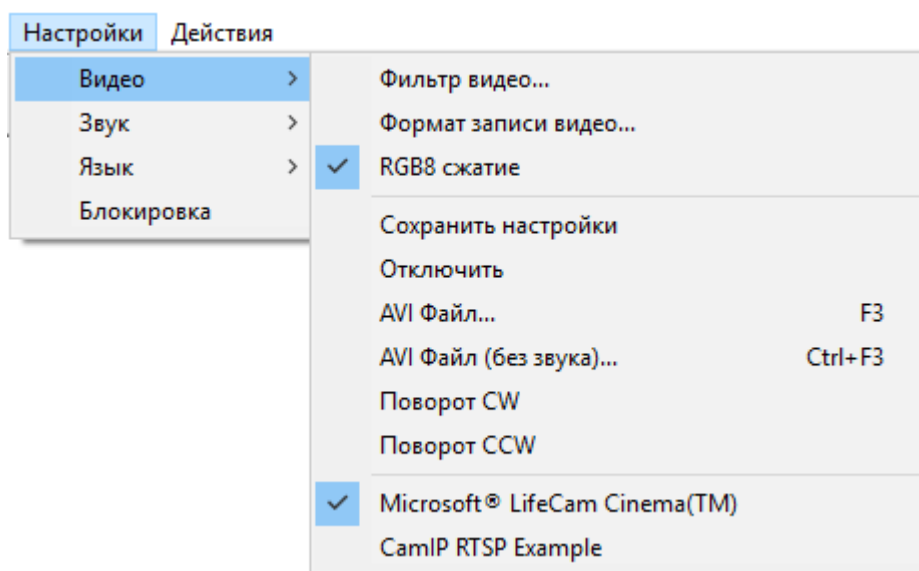 Настройки Действия
Видео
Звук
Язык
Блокировка
Фильтр видео...
Формат записи видео...
RGB8 сжатие
Сохранить настройки
Отключить
AVI Файл... F3
AVI Файл (без звука)... Ctrl+F3
Поворот CW
Поворот CCW
Microsoft® LifeCam Cinema(TM)
CamIP RTSP Example